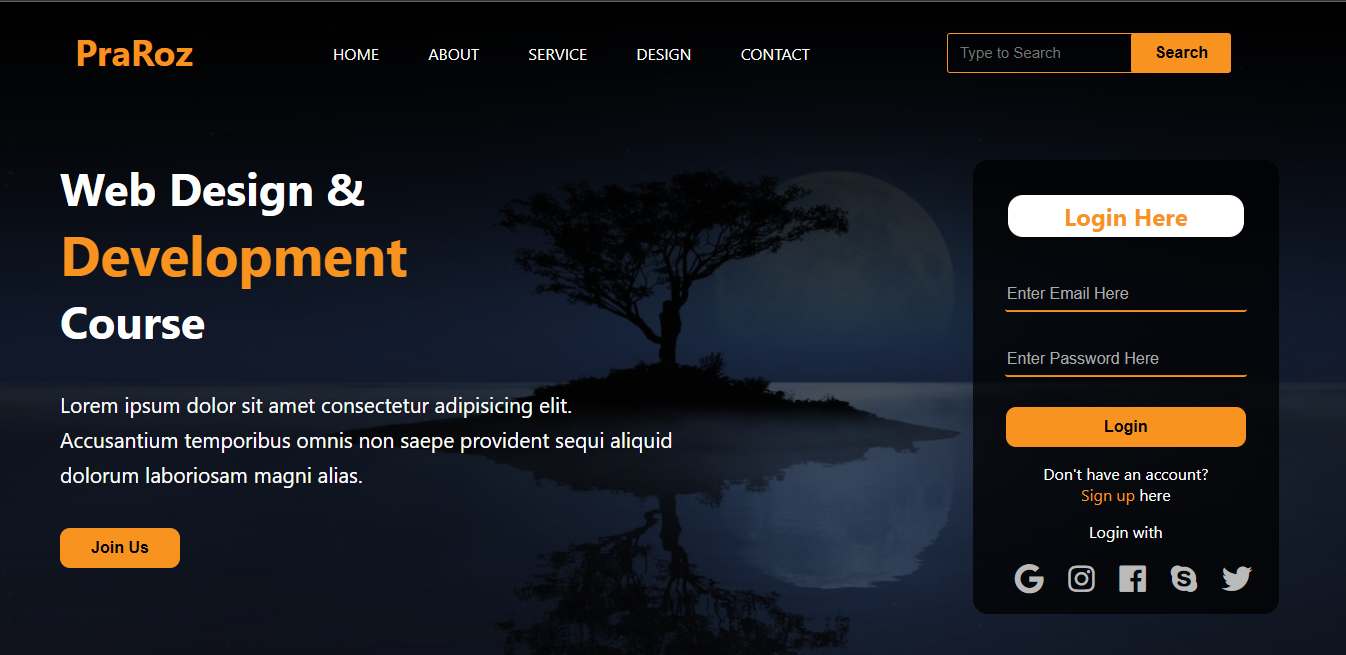 PraRoz
HOME ABOUT SERVICE DESIGN CONTACT
Type to Search Search
Web Design &
Development
Course
Lorem ipsum dolor sit amet consectetur adipisicing elit.
Accusantium temporibus omnis non saepe provident sequi aliquid
dolorum laboriosam magni alias.
Join Us
Login Here
Enter Email Here
Enter Password Here
Login
Don't have an account?
Sign up here
Login with